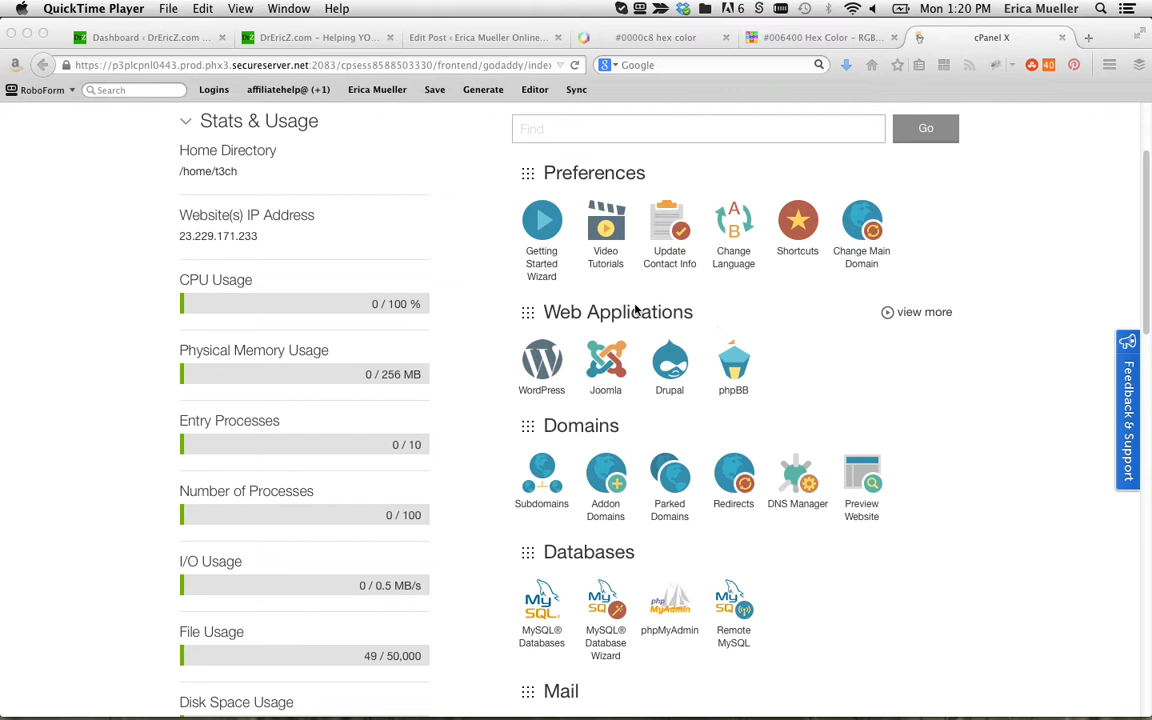 QuickTime Player File Edit View Window Help 6 Mon 1:20 PM Erica Mueller
Dashboard ‹ DrEricZ.com ... × DrEricZ.com – Helping YO... × Edit Post ‹ Erica Mueller Online... × #0000c8 hex color × #006400 Hex Color - RGB... × cPanel X ×
https://p3plcpnl0443.prod.phx3.secureserver.net:2083/cpsess8588503330/frontend/godaddy/index Google 40
RoboForm Search Logins affiliatehelp@ (+1) Erica Mueller Save Generate Editor Sync
Stats & Usage
Home Directory
/home/t3ch
Website(s) IP Address
23.229.171.233
CPU Usage
0 / 100 %
Physical Memory Usage
0 / 256 MB
Entry Processes
0 / 10
Number of Processes
0 / 100
I/O Usage
0 / 0.5 MB/s
File Usage
49 / 50,000
Disk Space Usage
Find Go
Preferences
A
B
Getting Started Wizard
Video Tutorials
Update Contact Info
Change Language
Shortcuts
Change Main Domain
Web Applications view more
WordPress Joomla Drupal phpBB
Domains
Subdomains
Addon Domains
Parked Domains
Redirects
DNS Manager
Preview Website
Databases
MySQL® Databases
MySQL® Database Wizard
phpMyAdmin
Remote MySQL
Mail
Feedback & Support